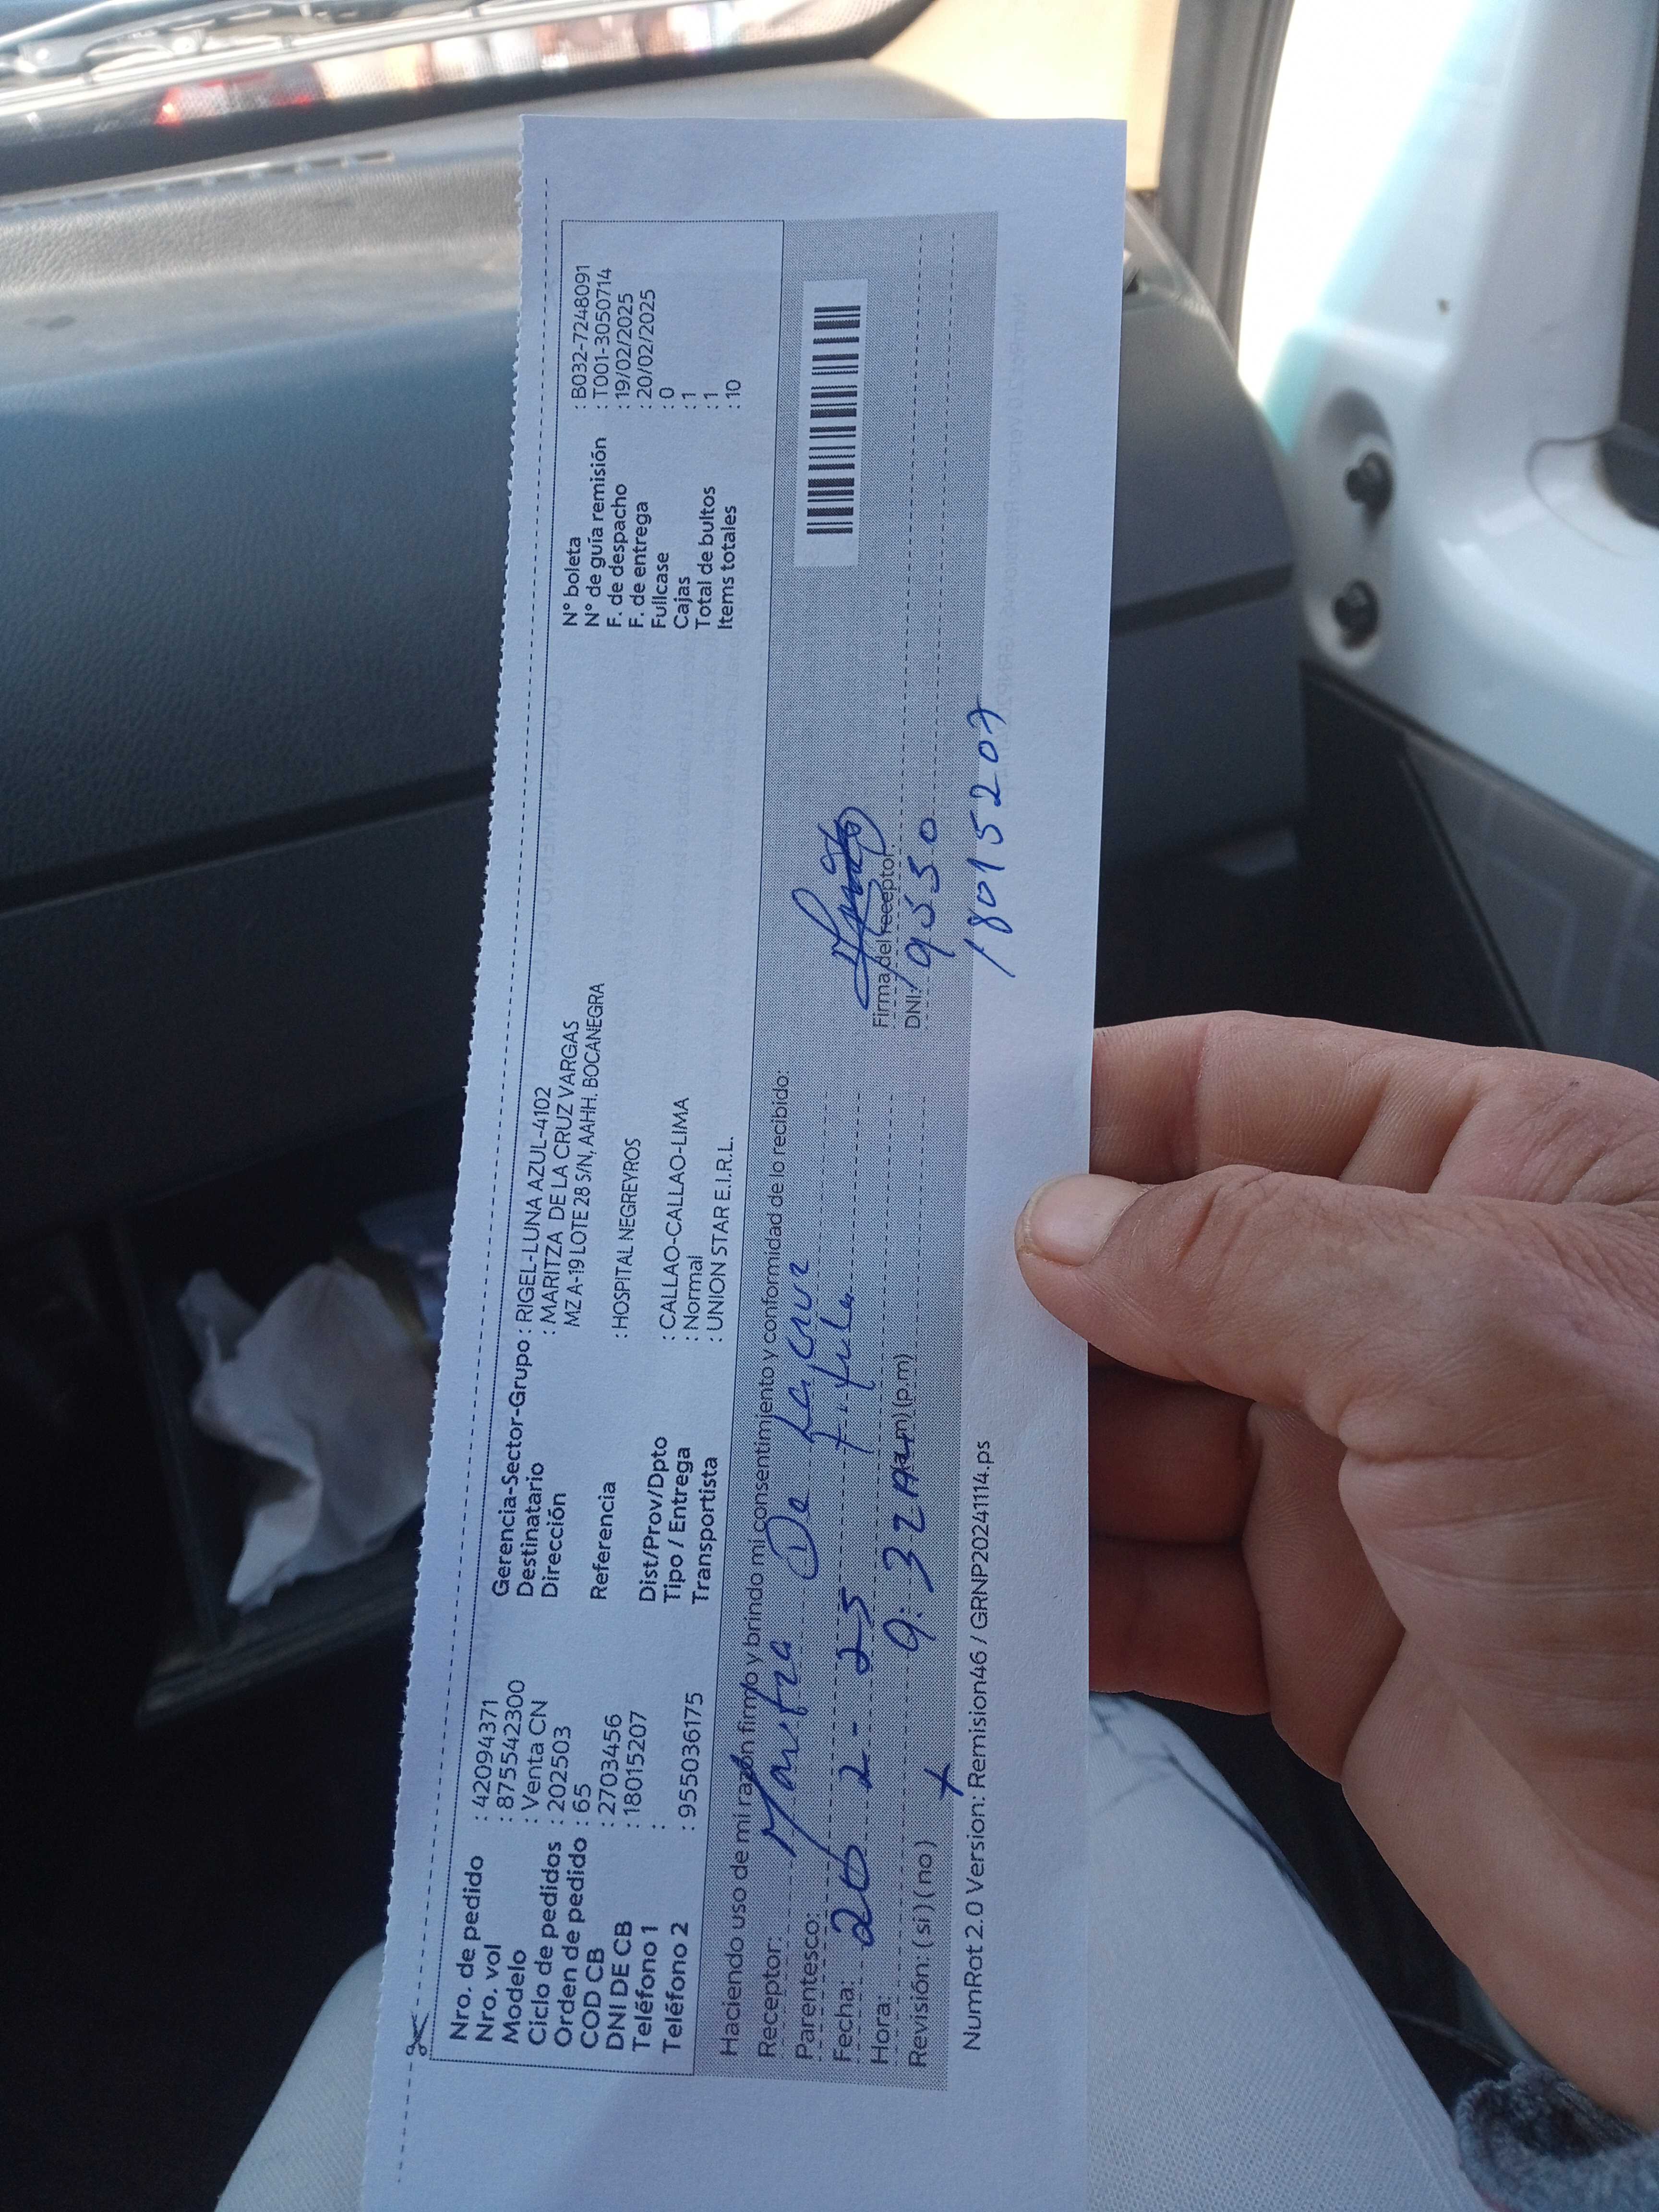 Nro. de pedido : 42094371
Nro. vol : 875542300
Modelo : Venta CN
Ciclo de pedidos : 202503
Orden de pedido : 65
COD CB : 2703456
DNI DE CB : 18015207
Teléfono 1 :
Teléfono 2 : 955036175
Gerencia-Sector-Grupo : RIGEL-LUNA AZUL-4102
Destinatario : MARITZA DE LA CRUZ VARGAS
Dirección MZ A-19 LOTE 28 S/N, AAHH. BOCANEGRA
Referencia : HOSPITAL NEGREYROS
Dist/Prov/Dpto : CALLAO-CALLAO-LIMA
Tipo / Entrega : Normal
Transportista : UNION STAR E.I.R.L.
N° boleta : B032-7248091
N° de guía remisión : T001-3050714
F. de despacho : 19/02/2025
F. de entrega : 20/02/2025
Fullcase : 0
Cajas : 1
Total de bultos : 1
Items totales : 10
Haciendo uso de mi razón firmo y brindo mi consentimiento y conformidad de lo recibido:
Receptor: Maritza De La Cruz
Parentesco:
Fecha: 20 2 - 25
Hora: 9:32 AM (a.m) (p.m)
Revisión: ( si ) ( no ) x
Firma del receptor:
DNI: 9550
18015207
NumRot 2.0 Version: Remision46 / GRNP20241114.ps